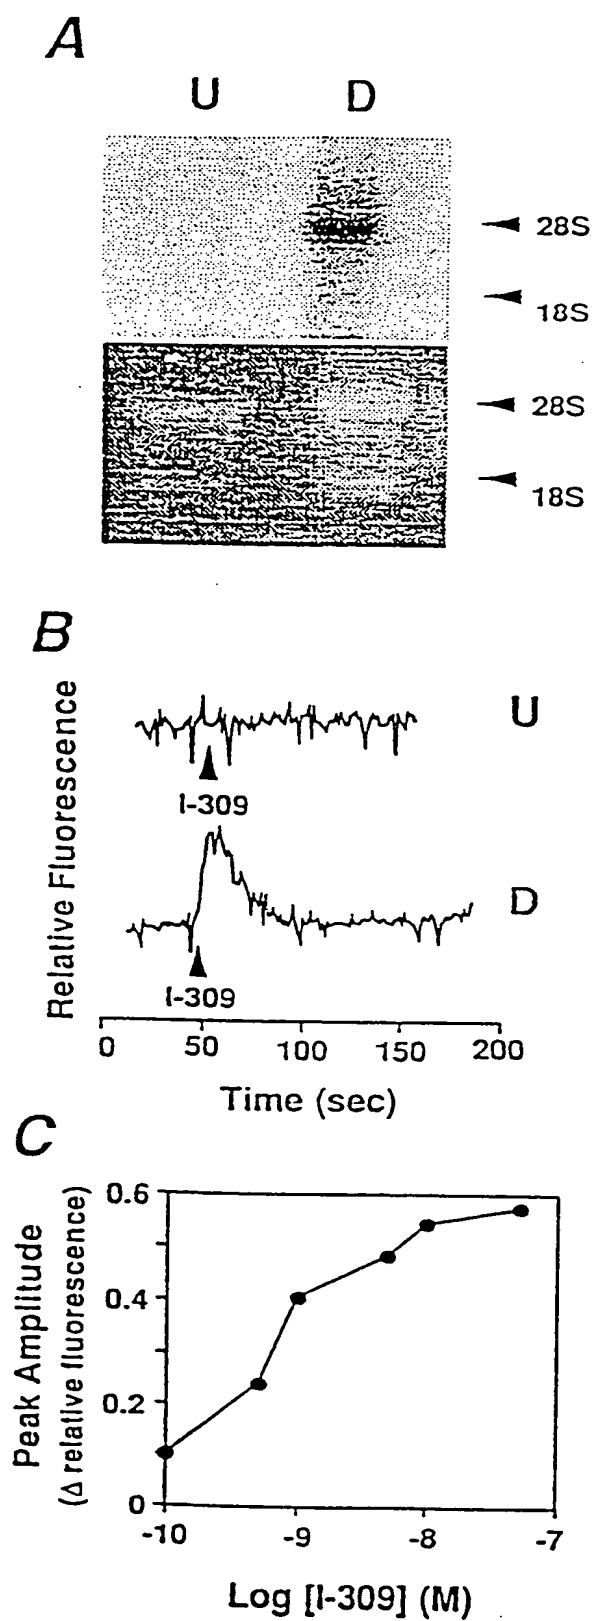 A
U D
28S
18S
28S
18S
B
Relative Fluorescence
U
I-309
D
I-309
0 50 100 150 200
Time (sec)
C
Peak Amplitude
(Δ relative fluorescence)
0.6
0.4
0.2
0
-10 -9 -8 -7
Log [I-309] (M)